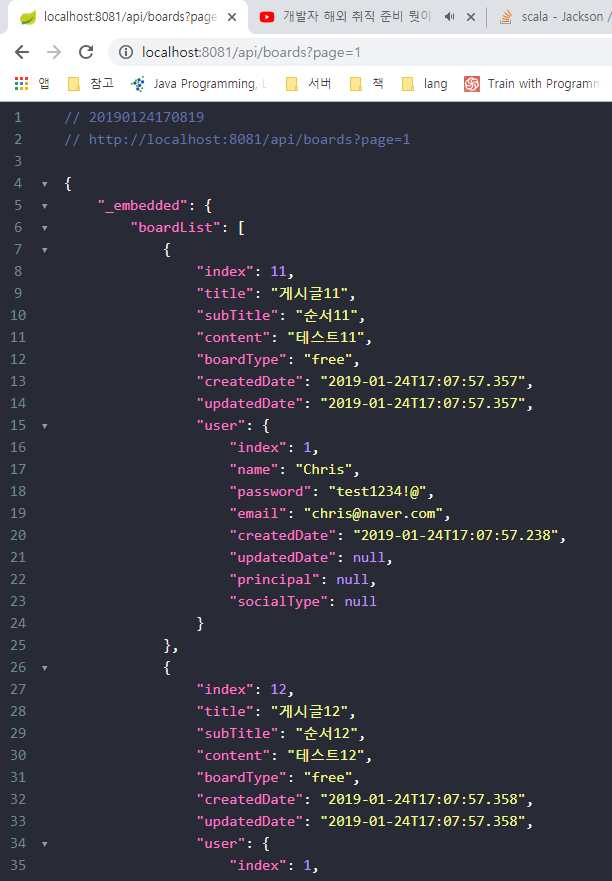 localhost:8081/api/boards?page
개발자 해외 취직 준비 뭣이
scala - Jackson /
localhost:8081/api/boards?page=1
앱 참고 Java Programming, 서버 책 lang Train with Programm
1 // 20190124170819
2 // http://localhost:8081/api/boards?page=1
3
4 {
5 "_embedded": {
6 "boardList": [
7 {
8 "index": 11,
9 "title": "게시글11",
10 "subTitle": "순서11",
11 "content": "테스트11",
12 "boardType": "free",
13 "createdDate": "2019-01-24T17:07:57.357",
14 "updatedDate": "2019-01-24T17:07:57.357",
15 "user": {
16 "index": 1,
17 "name": "Chris",
18 "password": "test1234!@",
19 "email": "chris@naver.com",
20 "createdDate": "2019-01-24T17:07:57.238",
21 "updatedDate": null,
22 "principal": null,
23 "socialType": null
24 }
25 },
26 {
27 "index": 12,
28 "title": "게시글12",
29 "subTitle": "순서12",
30 "content": "테스트12",
31 "boardType": "free",
32 "createdDate": "2019-01-24T17:07:57.358",
33 "updatedDate": "2019-01-24T17:07:57.358",
34 "user": {
35 "index": 1,